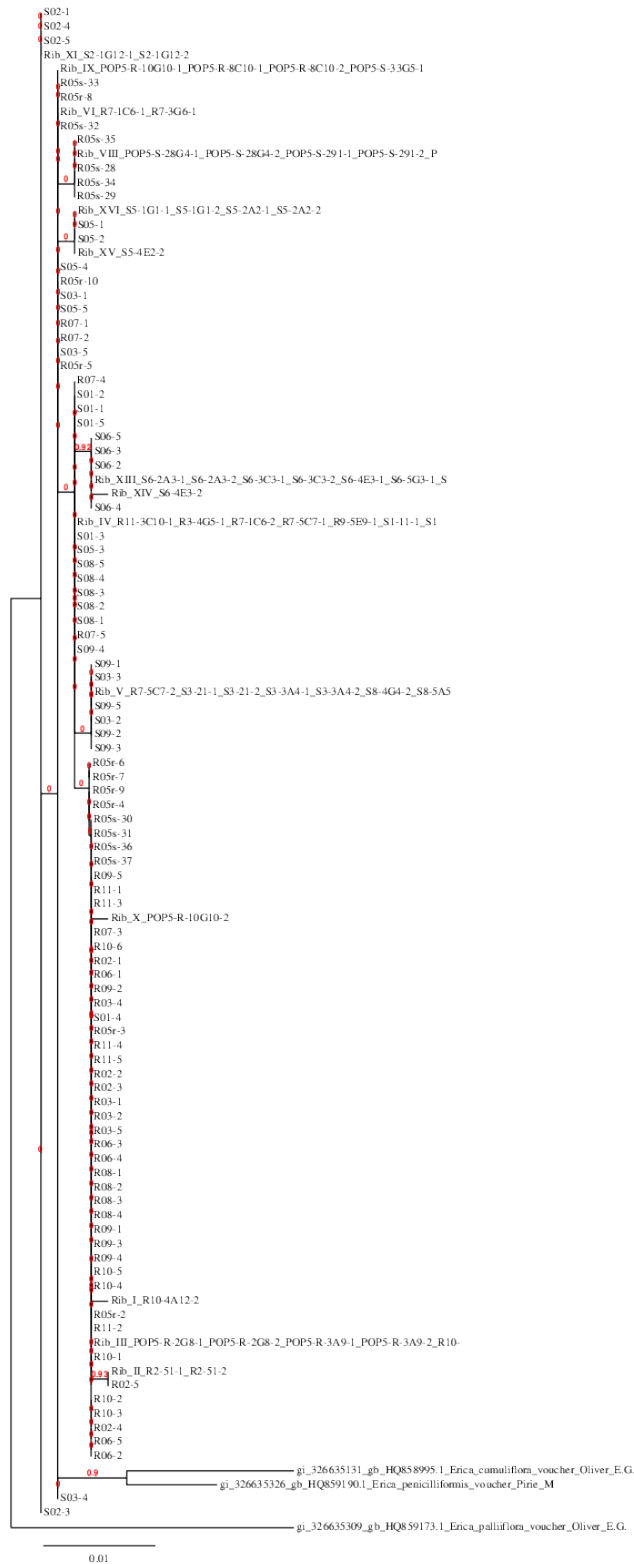 S02-1
0
S02-4
0
S02-5
0
Rib_XI_S2-1G12-1_S2-1G12-2
Rib_IX_POP5-R-10G10-1_POP5-R-8C10-1_POP5-R-8C10-2_POP5-S-33G5-1
R05s-33
R05r-8
Rib_VI_R7-1C6-1_R7-3G6-1
R05s-32
R05s-35
Rib_VIII_POP5-S-28G4-1_POP5-S-28G4-2_POP5-S-291-1_POP5-S-291-2_P
R05s-28
0
R05s-34
R05s-29
Rib_XVI_S5-1G1-1_S5-1G1-2_S5-2A2-1_S5-2A2-2
S05-1
0
S05-2
Rib_XV_S5-4E2-2
S05-4
R05r-10
S03-1
S05-5
R07-1
R07-2
S03-5
R05r-5
R07-4
S01-2
S01-1
S01-5
S06-5
0.92
S06-3
S06-2
Rib_XIII_S6-2A3-1_S6-2A3-2_S6-3C3-1_S6-3C3-2_S6-4E3-1_S6-5G3-1_S
0
Rib_XIV_S6-4E3-2
S06-4
Rib_IV_R11-3C10-1_R3-4G5-1_R7-1C6-2_R7-5C7-1_R9-5E9-1_S1-11-1_S1
S01-3
S05-3
S08-5
S08-4
S08-3
S08-2
S08-1
R07-5
S09-4
S09-1
S03-3
Rib_V_R7-5C7-2_S3-21-1_S3-21-2_S3-3A4-1_S3-3A4-2_S8-4G4-2_S8-5A5
S09-5
S03-2
0
S09-2
S09-3
R05r-6
R05r-7
0
R05r-9
0
R05r-4
R05s-30
R05s-31
R05s-36
R05s-37
R09-5
R11-1
R11-3
Rib_X_POP5-R-10G10-2
R07-3
R10-6
R02-1
R06-1
R09-2
R03-4
S01-4
R05r-3
R11-4
R11-5
R02-2
R02-3
R03-1
R03-2
R03-5
R06-3
0
R06-4
R08-1
R08-2
R08-3
R08-4
R09-1
R09-3
R09-4
R10-5
R10-4
Rib_I_R10-4A12-2
R05r-2
R11-2
Rib_III_POP5-R-2G8-1_POP5-R-2G8-2_POP5-R-3A9-1_POP5-R-3A9-2_R10-
R10-1
0.93
Rib_II_R2-51-1_R2-51-2
R02-5
R10-2
R10-3
R02-4
R06-5
R06-2
0.9
gi_326635131_gb_HQ858995.1_Erica_cumuliflora_voucher_Oliver_E.G.
gi_326635326_gb_HQ859190.1_Erica_penicilliformis_voucher_Pirie_M
S03-4
S02-3
gi_326635309_gb_HQ859173.1_Erica_palliiflora_voucher_Oliver_E.G.
0.01